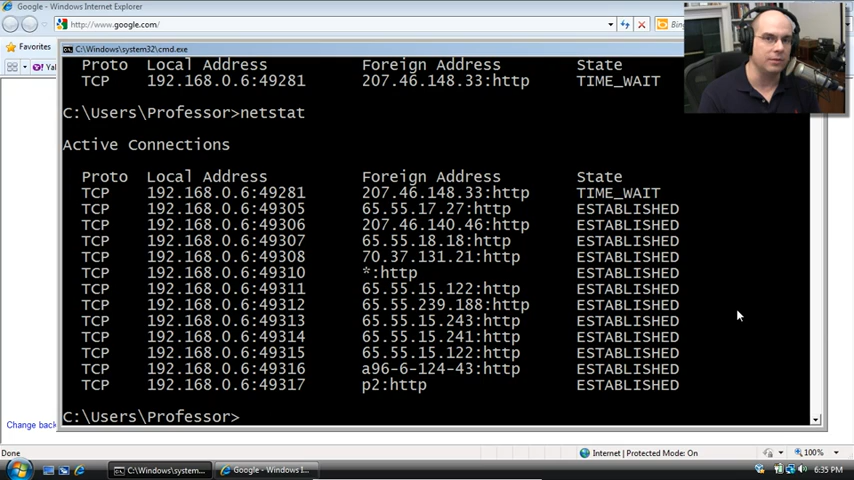 Google - Windows Internet Explorer
http://www.google.com/
Bin
Favorites
C:\Windows\system32\cmd.exe
Proto Local Address Foreign Address State
TCP 192.168.0.6:49281 207.46.148.33:http TIME_WAIT
C:\Users\Professor>netstat
Active Connections
Proto Local Address Foreign Address State
TCP 192.168.0.6:49281 207.46.148.33:http TIME_WAIT
TCP 192.168.0.6:49305 65.55.17.27:http ESTABLISHED
TCP 192.168.0.6:49306 207.46.140.46:http ESTABLISHED
TCP 192.168.0.6:49307 65.55.18.18:http ESTABLISHED
TCP 192.168.0.6:49308 70.37.131.21:http ESTABLISHED
TCP 192.168.0.6:49310 *:http ESTABLISHED
TCP 192.168.0.6:49311 65.55.15.122:http ESTABLISHED
TCP 192.168.0.6:49312 65.55.239.188:http ESTABLISHED
TCP 192.168.0.6:49313 65.55.15.243:http ESTABLISHED
TCP 192.168.0.6:49314 65.55.15.241:http ESTABLISHED
TCP 192.168.0.6:49315 65.55.15.122:http ESTABLISHED
TCP 192.168.0.6:49316 a96-6-124-43:http ESTABLISHED
TCP 192.168.0.6:49317 p2:http ESTABLISHED
C:\Users\Professor>
Change back
Done Internet | Protected Mode: On 100%
C:\Windows\system... Google - Windows I... 6:35 PM